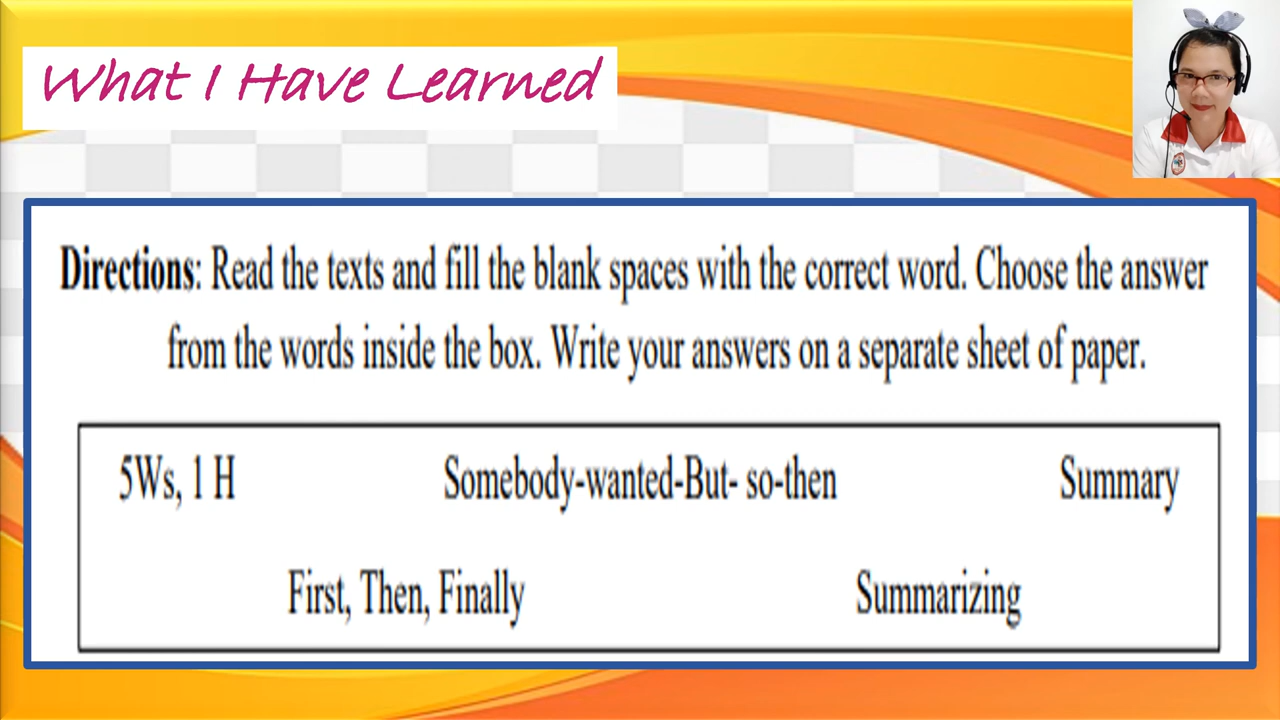 What I Have Learned
Directions: Read the texts and fill the blank spaces with the correct word. Choose the answer
from the words inside the box. Write your answers on a separate sheet of paper.
5Ws, 1 H Somebody-wanted-But- so-then Summary
First, Then, Finally Summarizing